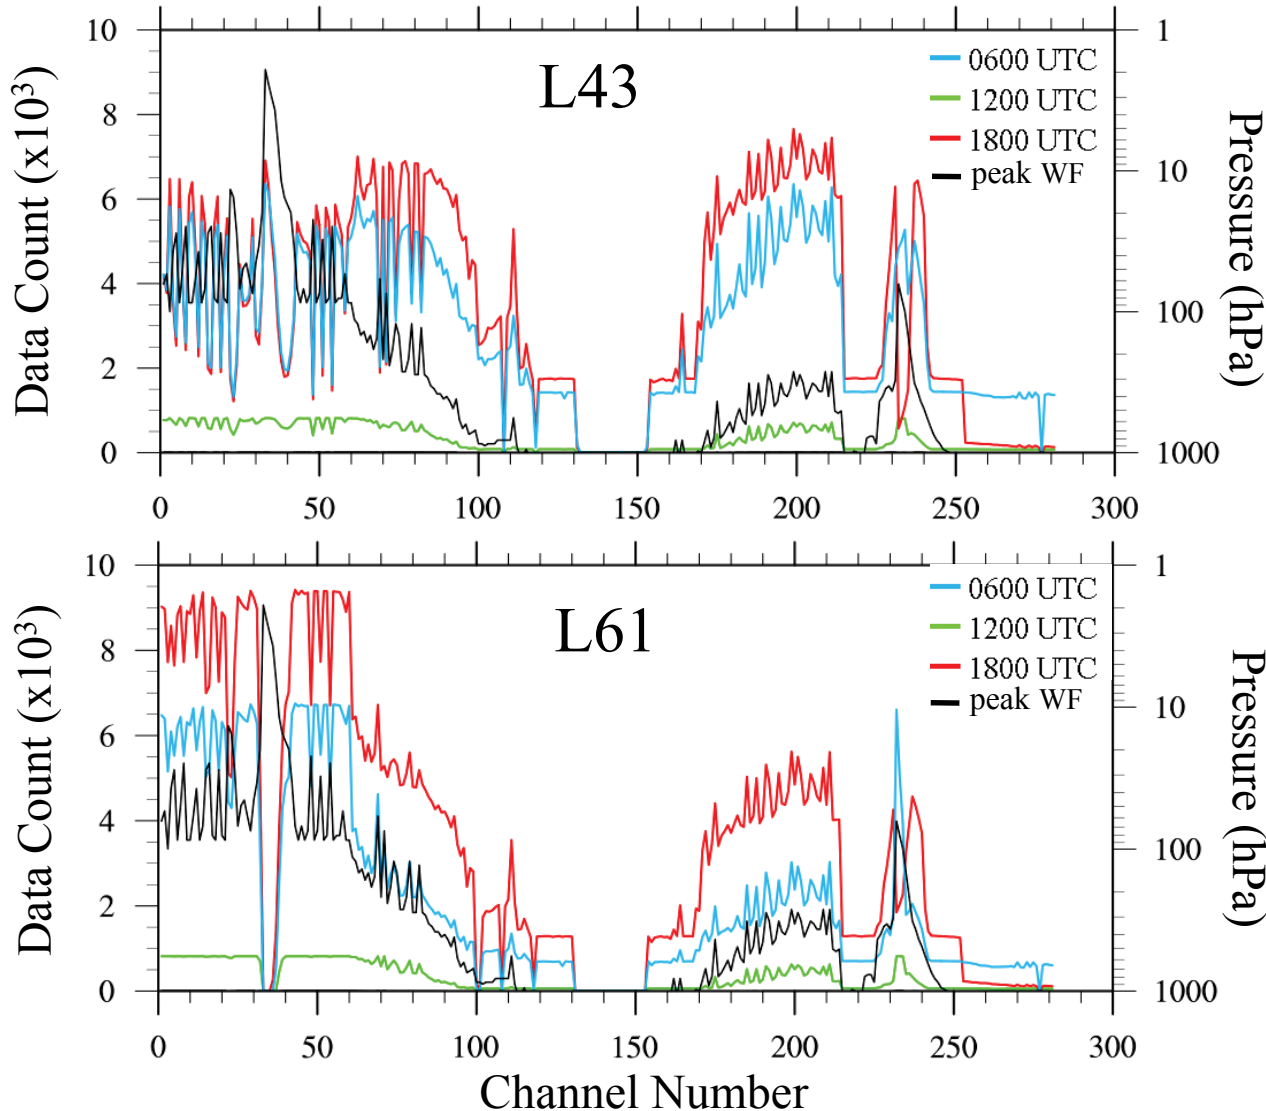 10
8
6
4
2
0
Data Count (x10³)
L43
0600 UTC
1200 UTC
1800 UTC
peak WF
1
10
100
1000
Pressure (hPa)
0 50 100 150 200 250 300
10
8
6
4
2
0
Data Count (x10³)
L61
0600 UTC
1200 UTC
1800 UTC
peak WF
1
10
100
1000
Pressure (hPa)
0 50 100 150 200 250 300
Channel Number